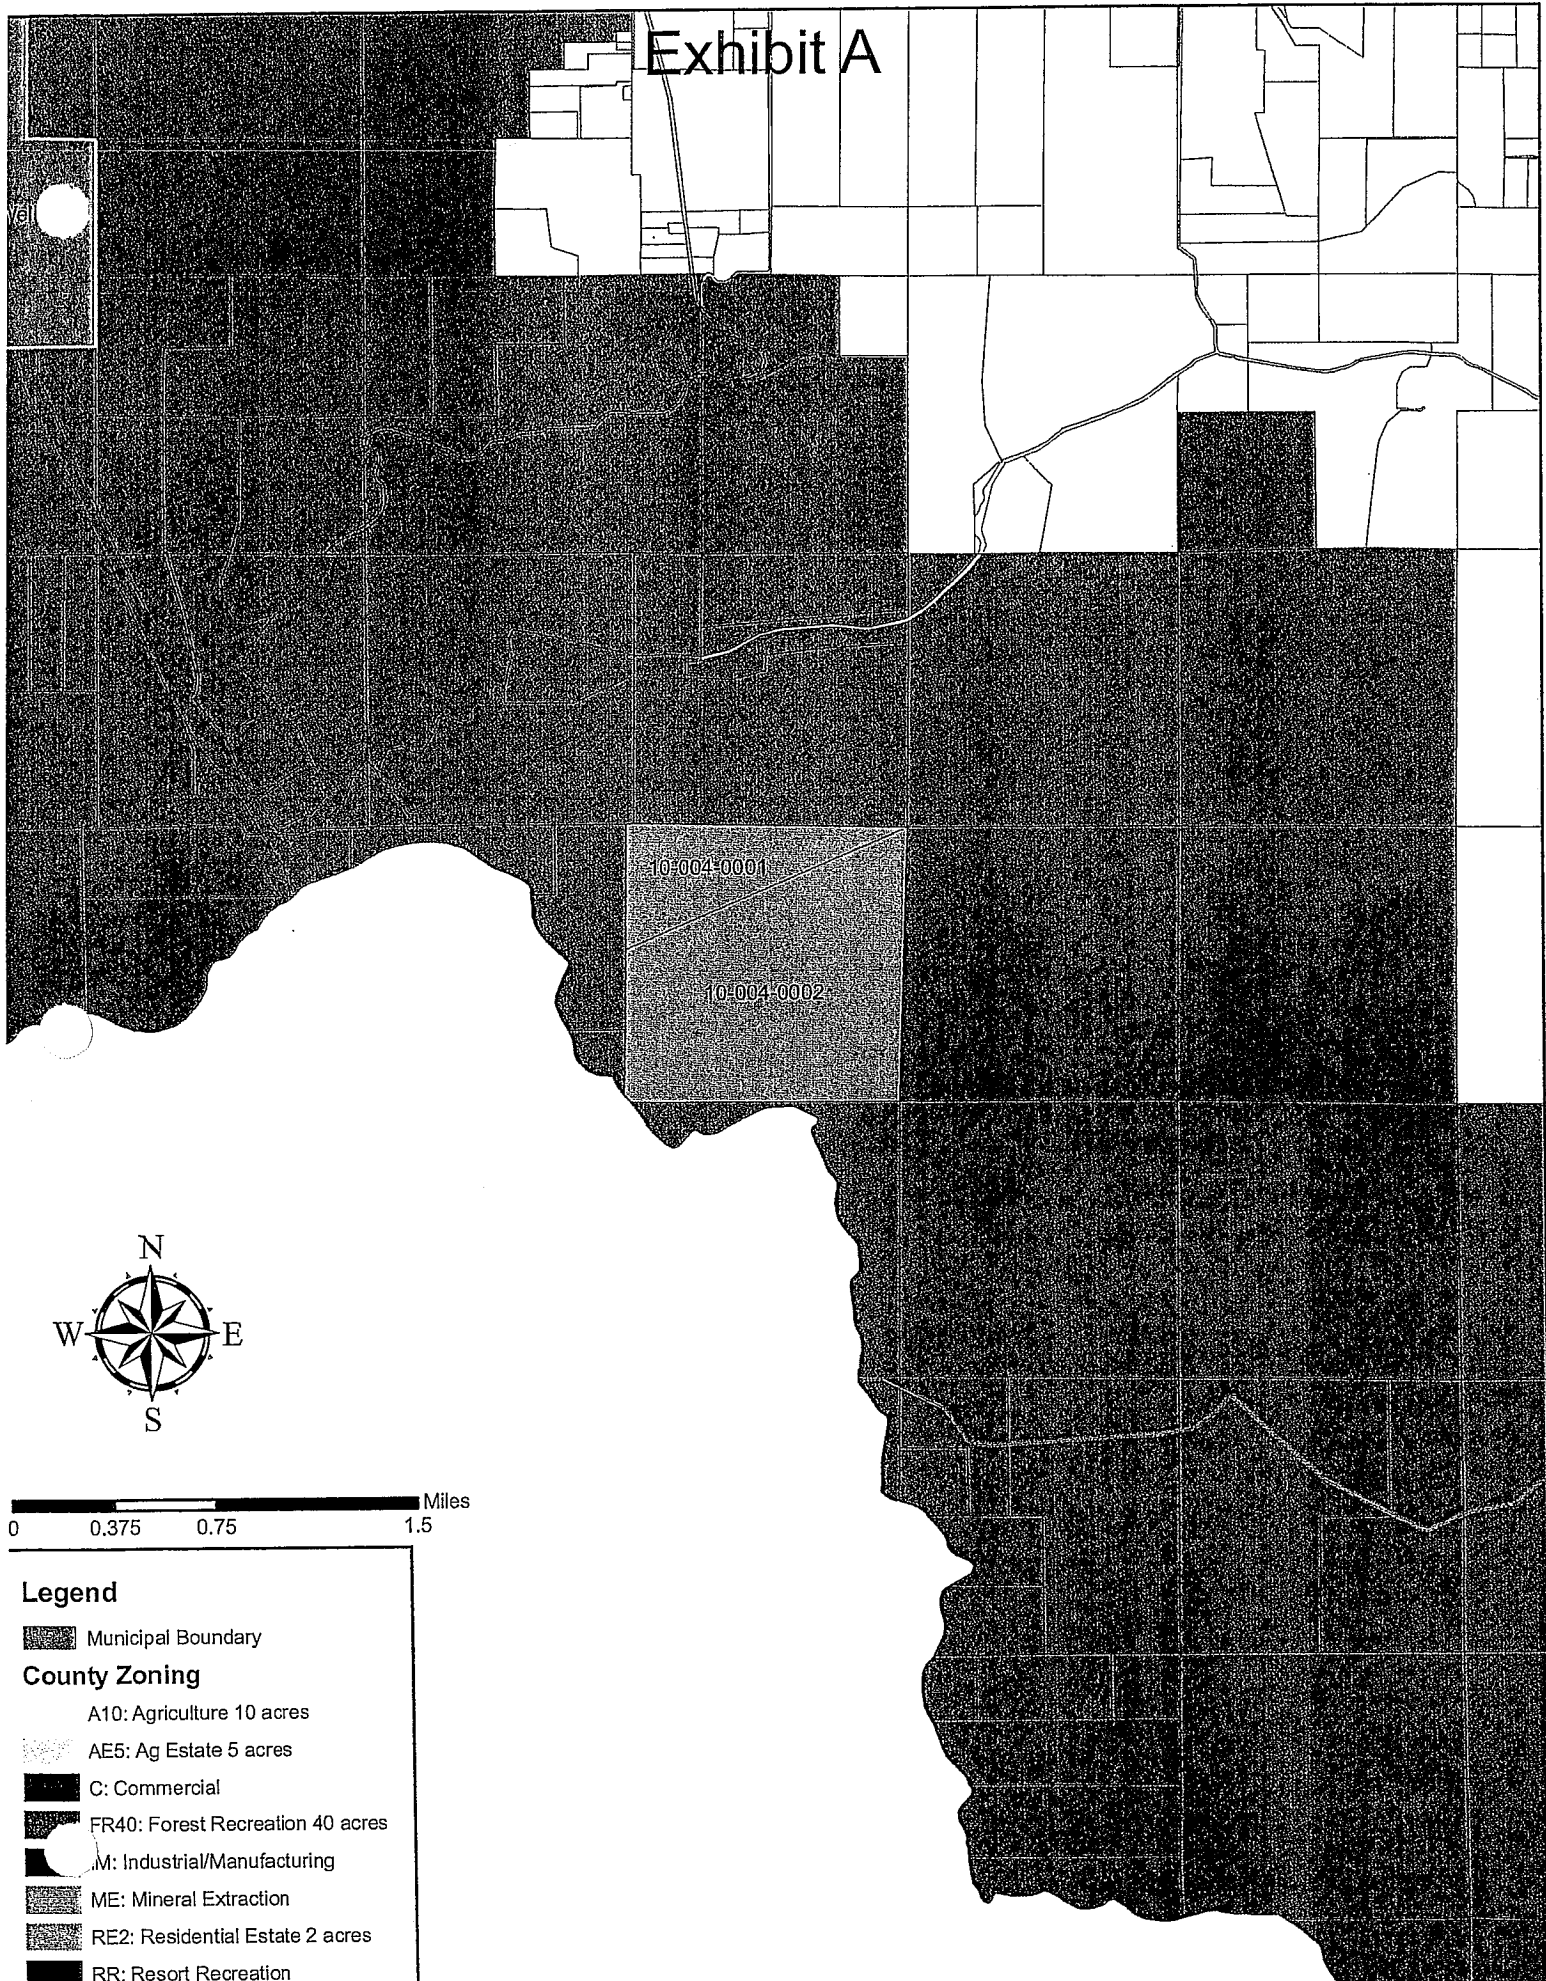 Exhibit A
10-004-0001
10-004-0002
N
W E
S
Miles
0 0.375 0.75 1.5
Legend
Municipal Boundary
County Zoning
A10: Agriculture 10 acres
AE5: Ag Estate 5 acres
C: Commercial
FR40: Forest Recreation 40 acres
M: Industrial/Manufacturing
ME: Mineral Extraction
RE2: Residential Estate 2 acres
RR: Resort Recreation